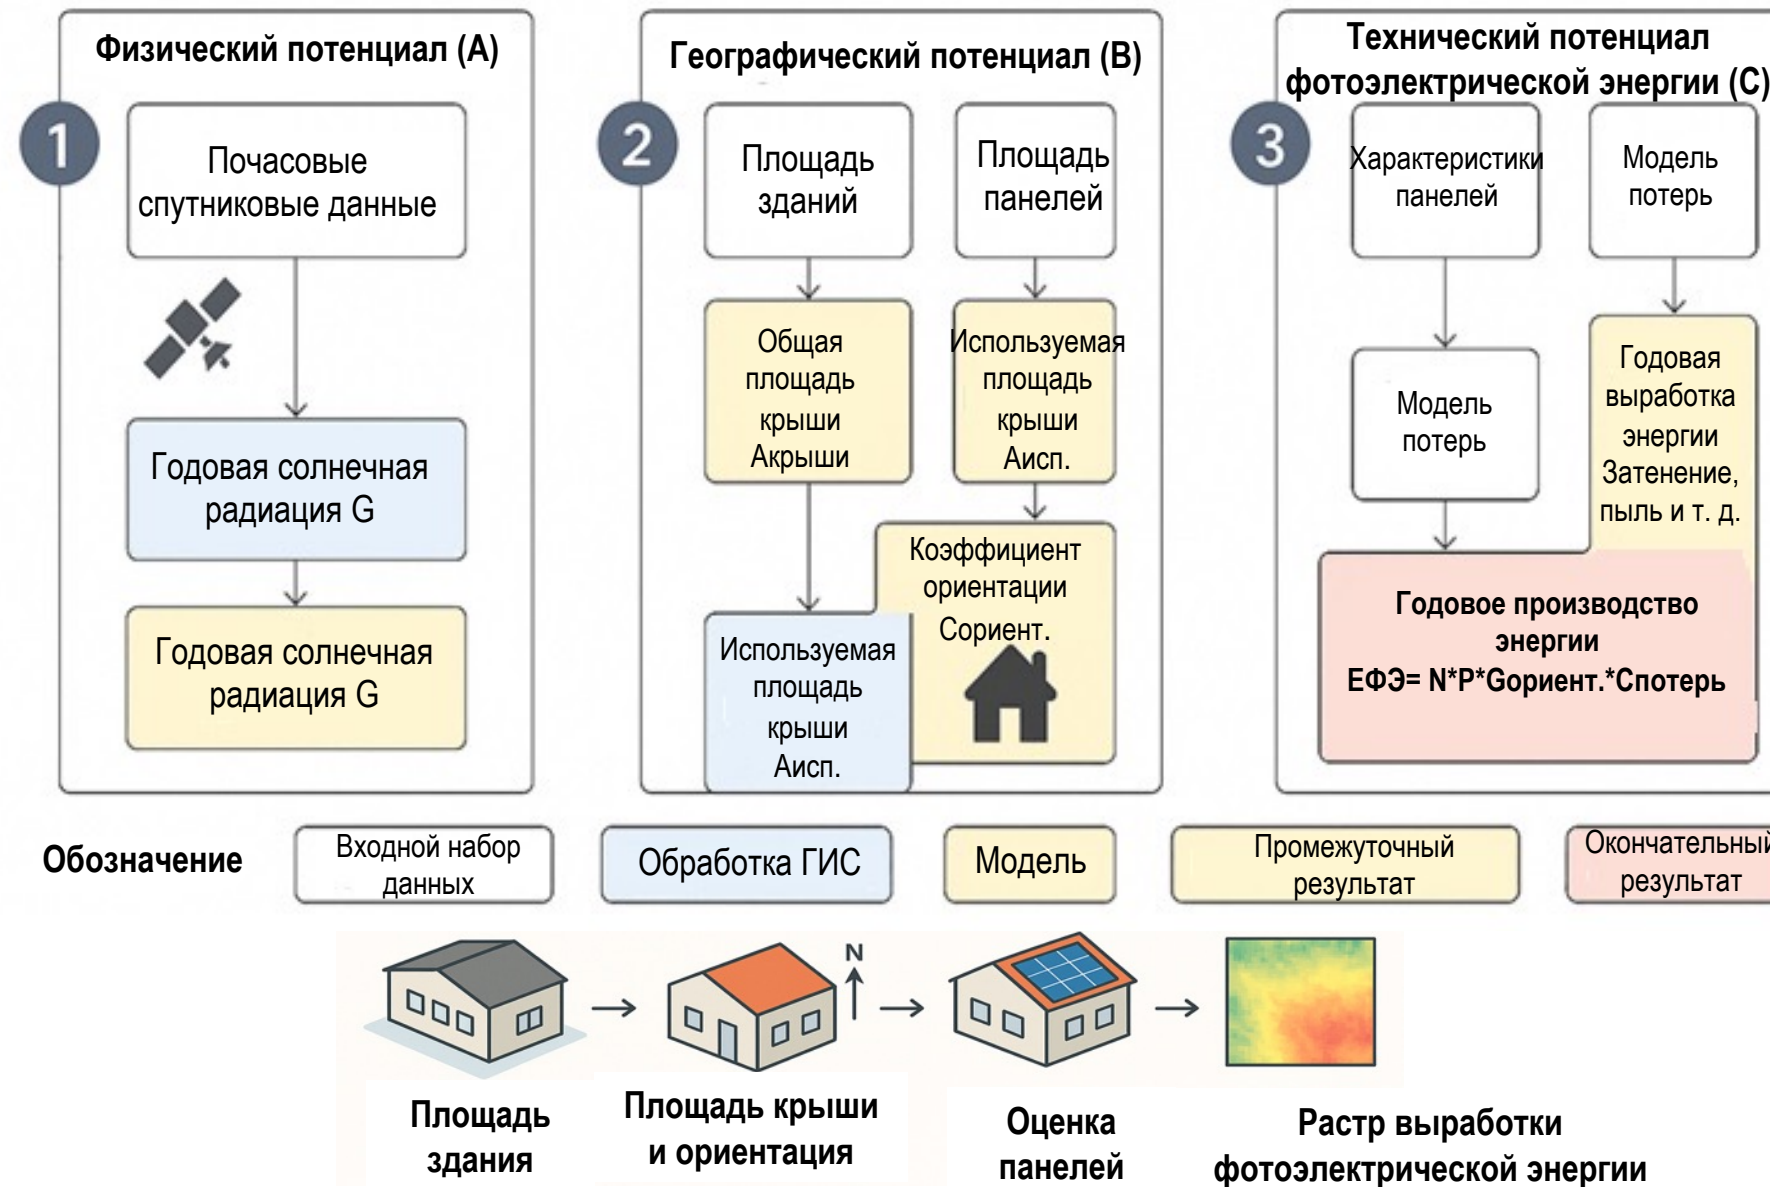 Физический потенциал (А)
1
Почасовые
спутниковые данные
Годовая солнечная
радиация G
Годовая солнечная
радиация G
Географический потенциал (В)
2
Площадь
зданий
Площадь
панелей
Общая
площадь
крыши
Акрыши
Используемая
площадь
крыши
Аисп.
Коэффициент
ориентации
Сориент.
Используемая
площадь
крыши
Аисп.
Технический потенциал
фотоэлектрической энергии (С)
3
Характеристики
панелей
Модель
потерь
Модель
потерь
Годовая
выработка
энергии
Затенение,
пыль и т. д.
Годовое производство
энергии
ЕФЭ= N*P*Gориент.*Спотерь
Обозначение
Входной набор
данных
Обработка ГИС
Модель
Промежуточный
результат
Окончательный
результат
N
Площадь
здания
Площадь крыши
и ориентация
Оценка
панелей
Растр выработки
фотоэлектрической энергии